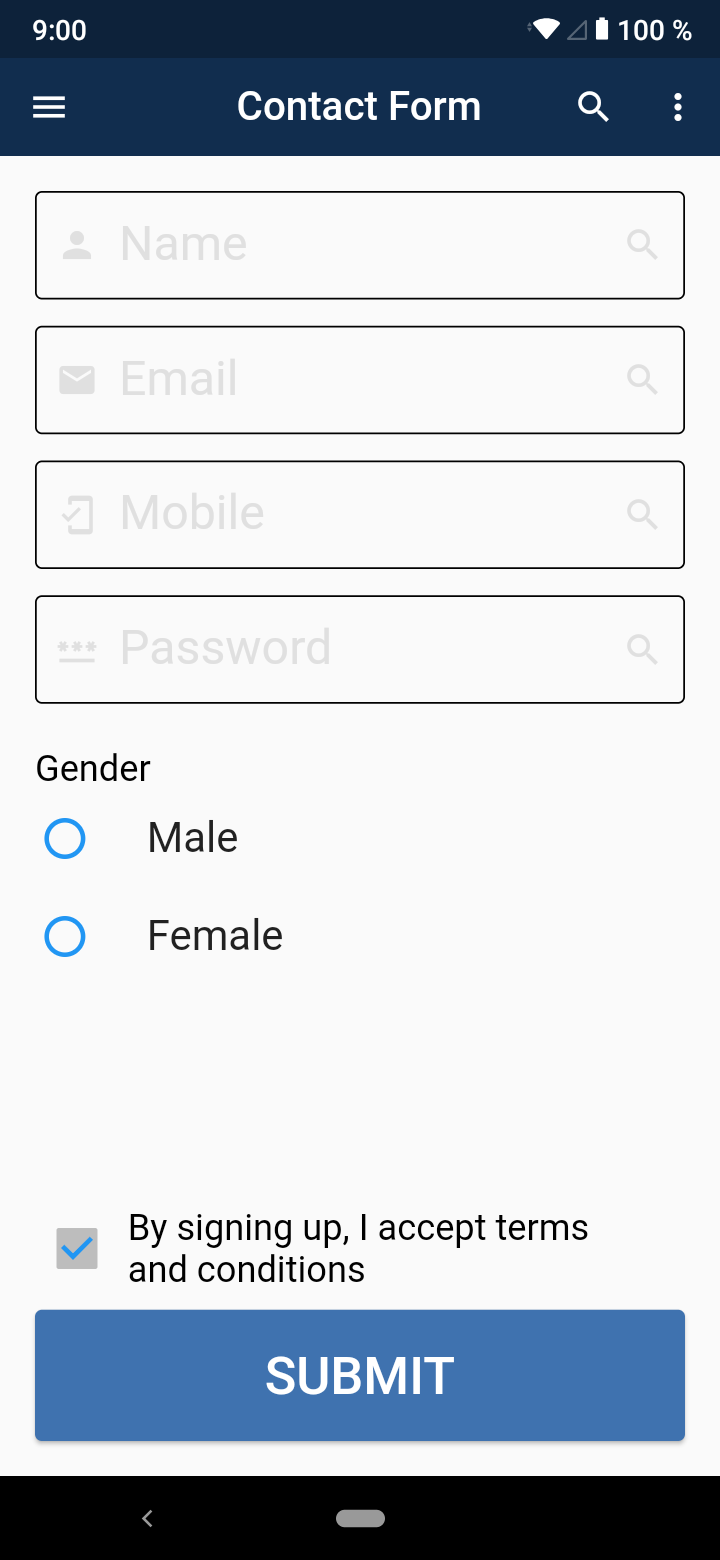 9:00
100 %
Contact Form
Name
Email
Mobile
Password
Gender
Male
Female
By signing up, I accept terms
and conditions
SUBMIT